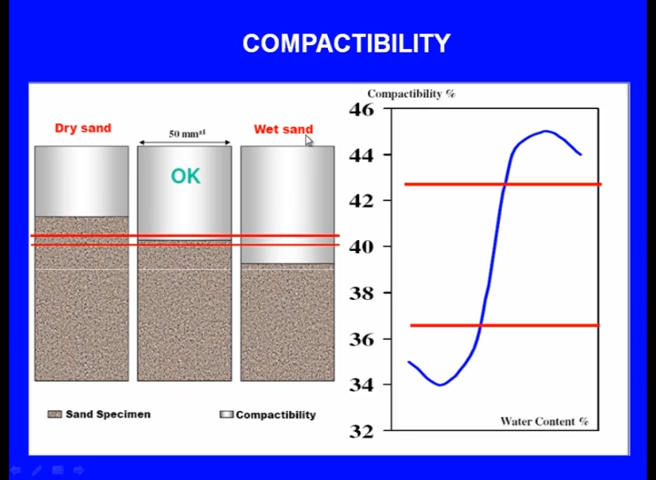 COMPACTIBILITY
Dry sand
50 mm
Wet sand
OK
Sand Specimen
Compactibility
Compactibility %
46
44
42
40
38
36
34
32
Water Content %